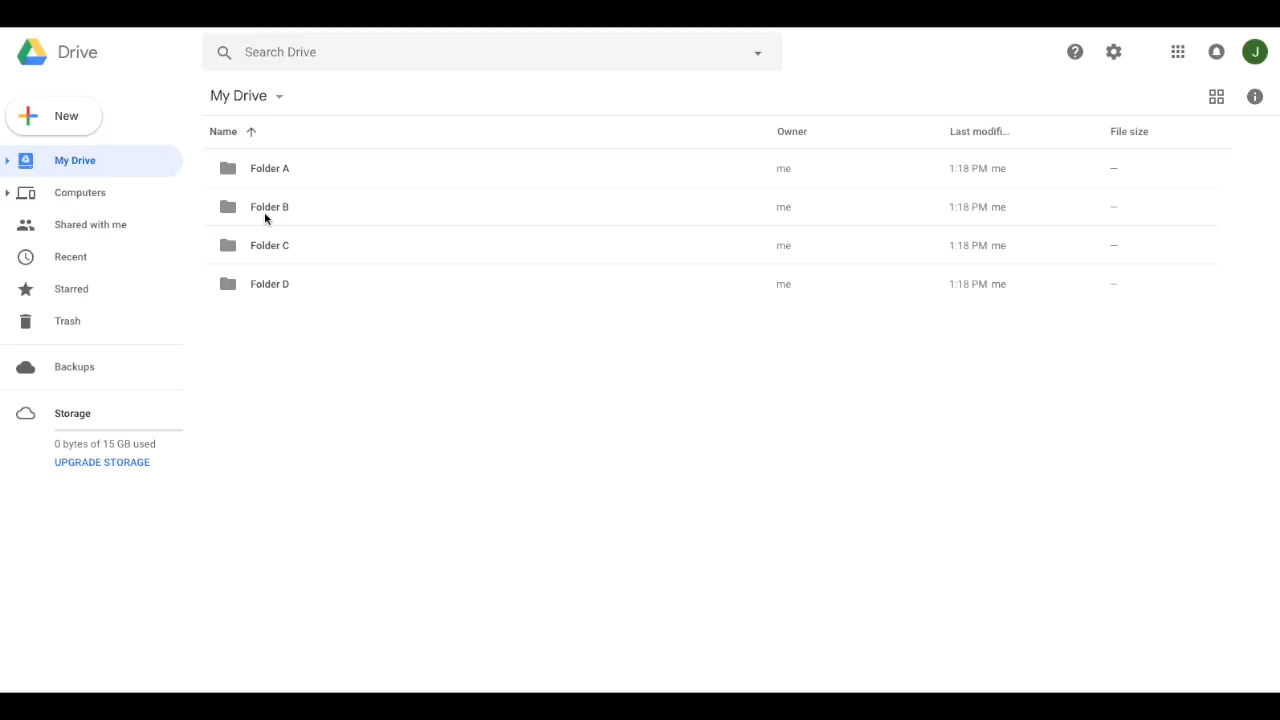 Drive
Search Drive
J
My Drive
New
Name Owner Last modifi... File size
My Drive
Folder A me 1:18 PM me —
Computers
Folder B me 1:18 PM me —
Shared with me
Folder C me 1:18 PM me —
Recent
Folder D me 1:18 PM me —
Starred
Trash
Backups
Storage
0 bytes of 15 GB used
UPGRADE STORAGE